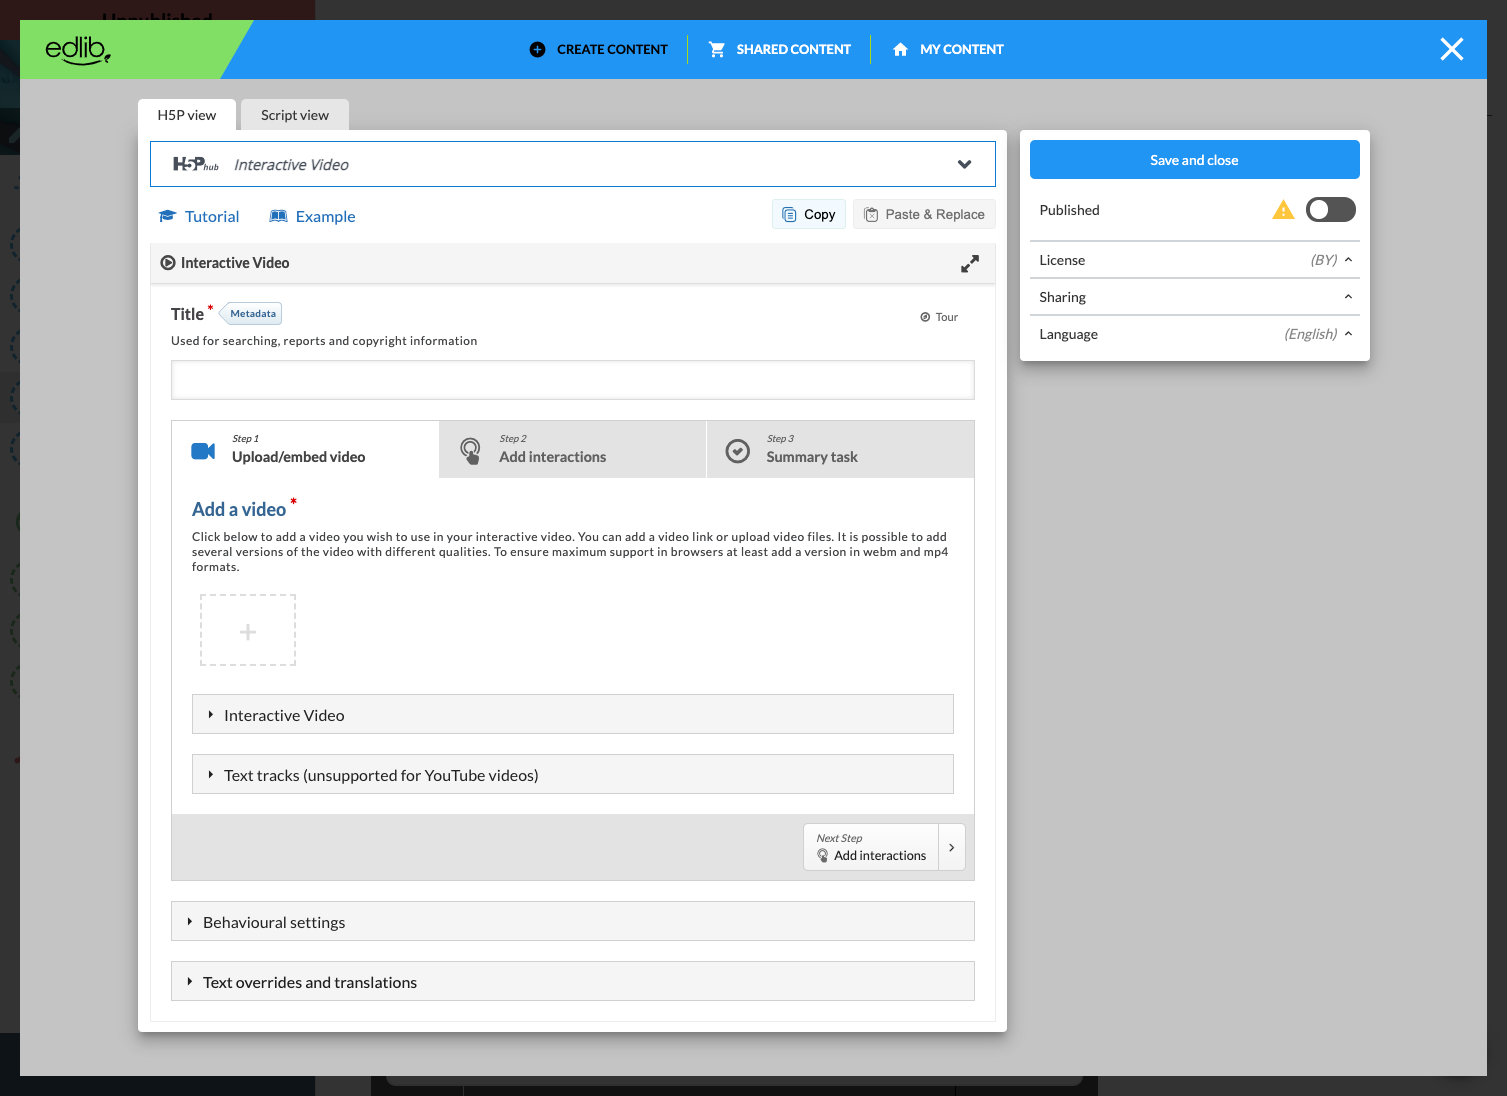 Unpublished
edlib
CREATE CONTENT
SHARED CONTENT
MY CONTENT
H5P view
Script view
H5P hub Interactive Video
Tutorial
Example
Copy
Paste & Replace
Interactive Video
Title *
Metadata
Tour
Used for searching, reports and copyright information
Step 1
Upload/embed video
Step 2
Add interactions
Step 3
Summary task
Add a video *
Click below to add a video you wish to use in your interactive video. You can add a video link or upload video files. It is possible to add
several versions of the video with different qualities. To ensure maximum support in browsers at least add a version in webm and mp4
formats.
Interactive Video
Text tracks (unsupported for YouTube videos)
Next Step
Add interactions
Behavioural settings
Text overrides and translations
Save and close
Published
License (BY)
Sharing
Language (English)